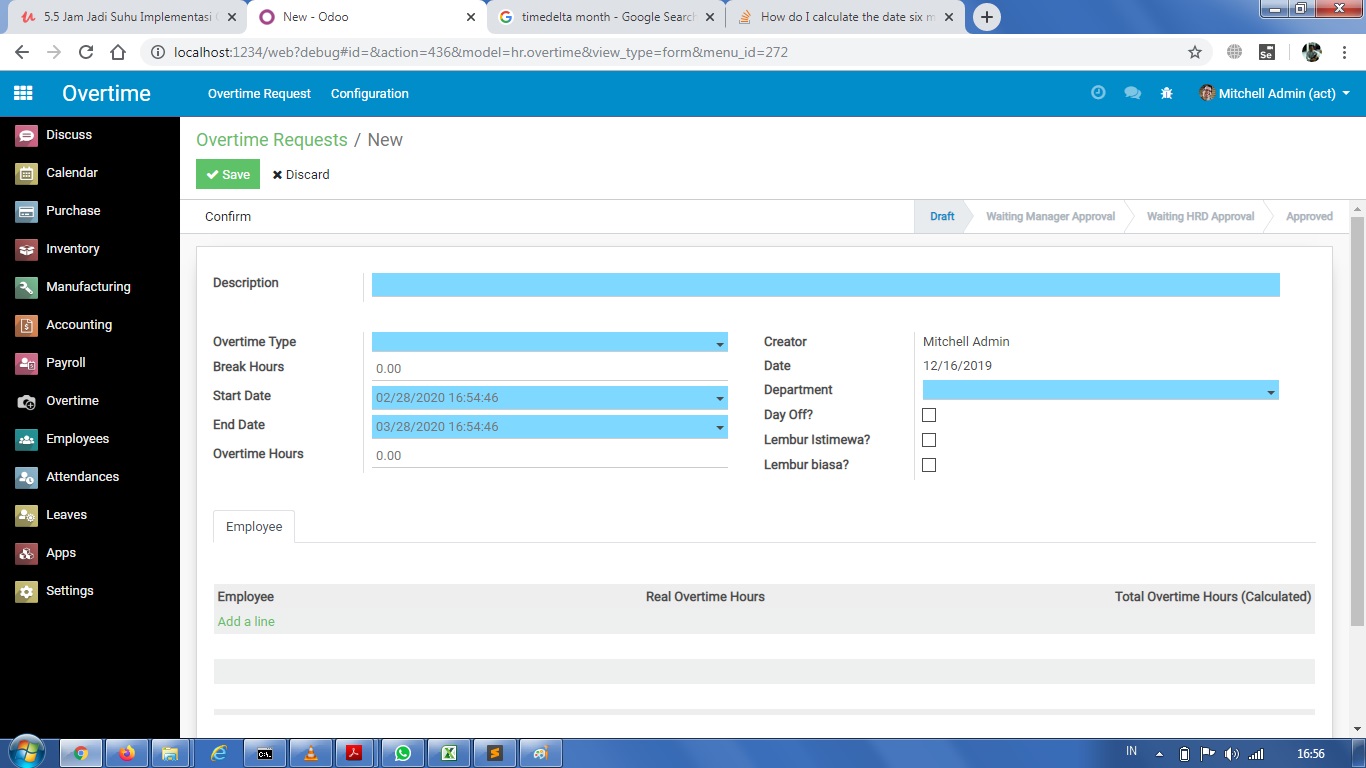 5.5 Jam Jadi Suhu Implementasi
New - Odoo
timedelta month - Google Searc
How do I calculate the date six m
localhost:1234/web?debug#id=&action=436&model=hr.overtime&view_type=form&menu_id=272
Overtime
Overtime Request
Configuration
Mitchell Admin (act)
Discuss
Calendar
Purchase
Inventory
Manufacturing
Accounting
Payroll
Overtime
Employees
Attendances
Leaves
Apps
Settings
Overtime Requests / New
Save
Discard
Confirm
Draft
Waiting Manager Approval
Waiting HRD Approval
Approved
Description
Overtime Type
Break Hours 0.00
Start Date 02/28/2020 16:54:46
End Date 03/28/2020 16:54:46
Overtime Hours 0.00
Creator Mitchell Admin
Date 12/16/2019
Department
Day Off?
Lembur Istimewa?
Lembur biasa?
Employee
Employee Real Overtime Hours Total Overtime Hours (Calculated)
Add a line
IN
16:56